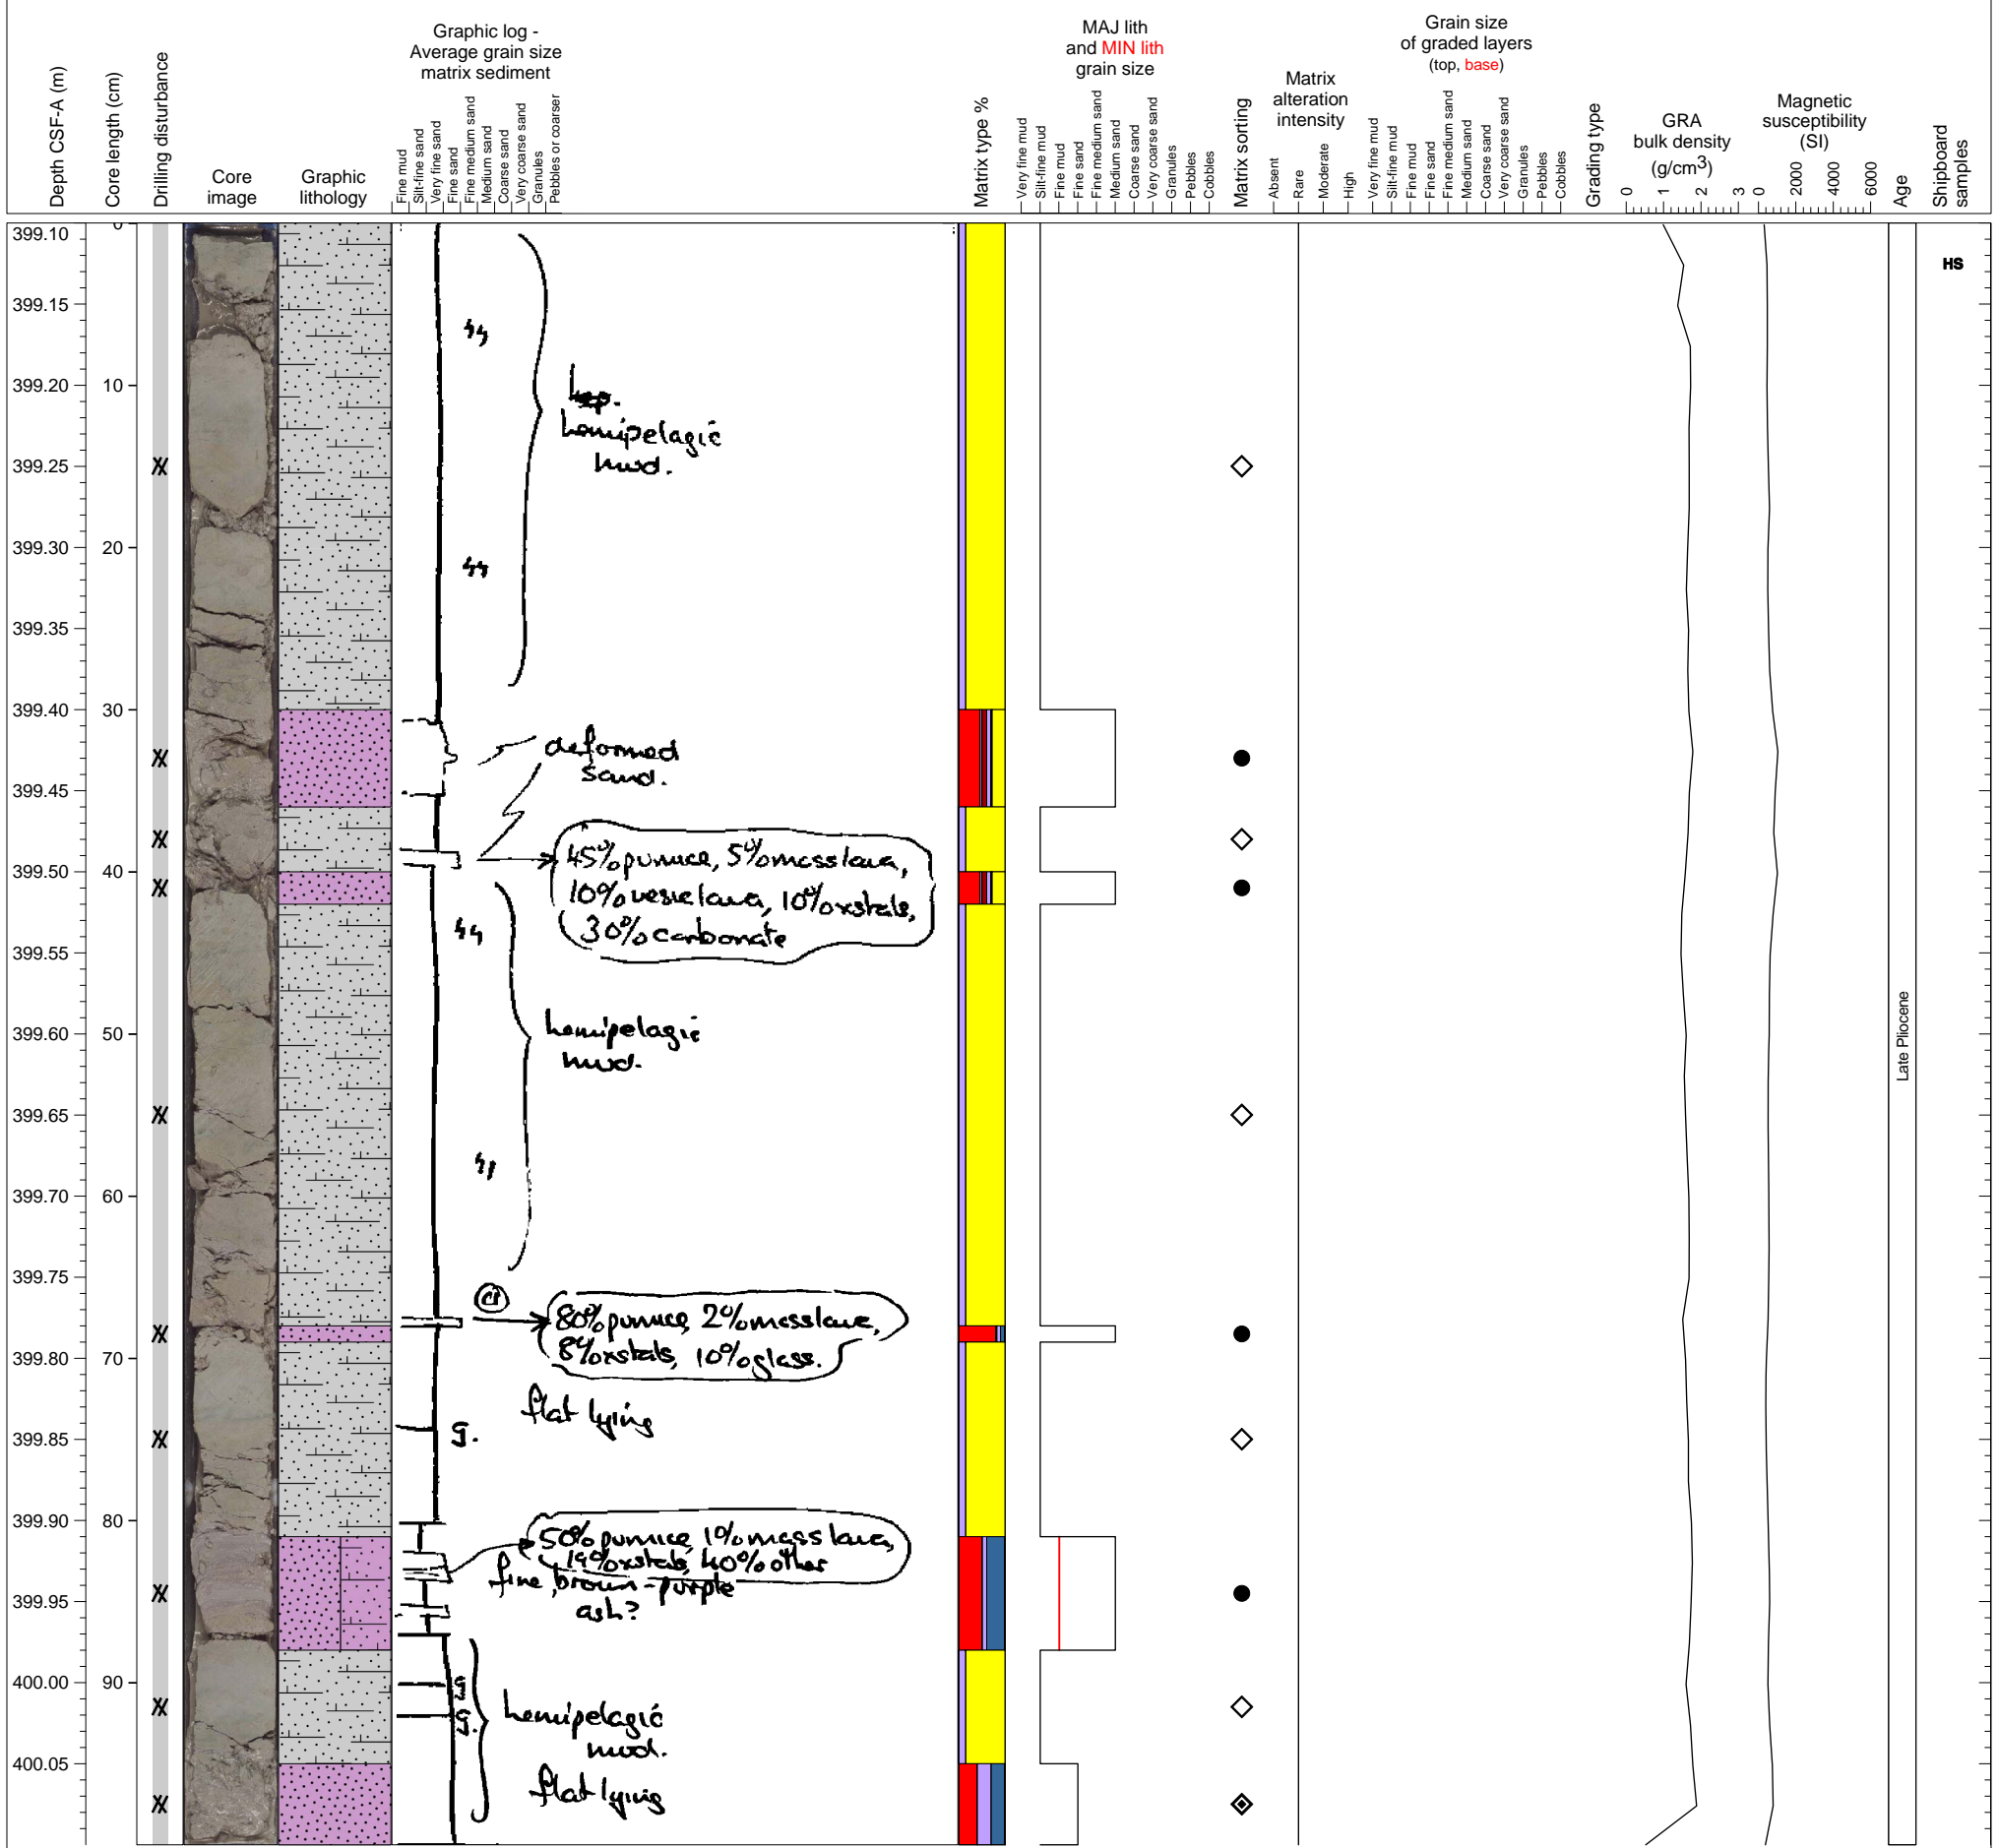 Depth CSF-A (m)
Core length (cm)
Drilling disturbance
Core
image
Graphic
lithology
Graphic log -
Average grain size
matrix sediment
Fine mud
Silt-fine sand
Very fine sand
Fine sand
Fine medium sand
Medium sand
Coarse sand
Very coarse sand
Granules
Pebbles or coarser
Matrix type %
MAJ lith
and MIN lith
grain size
Very fine mud
Silt-fine mud
Fine mud
Fine sand
Fine medium sand
Medium sand
Coarse sand
Very coarse sand
Granules
Pebbles
Cobbles
Matrix sorting
Matrix
alteration
intensity
Absent
Rare
Moderate
High
Grain size
of graded layers
(top, base)
Very fine mud
Silt-fine mud
Fine mud
Fine sand
Fine medium sand
Medium sand
Coarse sand
Very coarse sand
Granules
Pebbles
Cobbles
Grading type
GRA
bulk density
(g/cm3)
0 1 2 3
Magnetic
susceptibility
(SI)
0 2000 4000 6000
Age
Shipboard
samples
399.10 0
HS
399.15
399.20 10
hemipelagic
mud.
399.25
399.30 20
399.35
399.40 30
deformed
sand.
399.45
399.50 40
45% pumice, 5% mass lava,
10% vesic lava, 10% xstals,
30% carbonate
399.55
399.60 50
hemipelagic
mud.
Late Pliocene
399.65
399.70 60
399.75
80% pumice, 2% mass lava,
8% xstals, 10% glass.
399.80 70
flat lying
399.85
g.
399.90 80
50% pumice, 1% mass lava,
19% xstals, 40% other
fine brown-purple
ash?
399.95
400.00 90
g.
g.
hemipelagic
mud.
400.05
flat lying